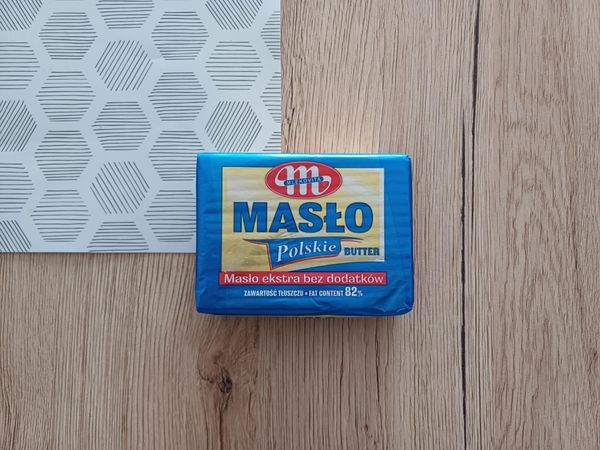 MLEKOVITA
MASŁO
Polskie BUTTER
Masło ekstra bez dodatków
ZAWARTOŚĆ TŁUSZCZU • FAT CONTENT 82%